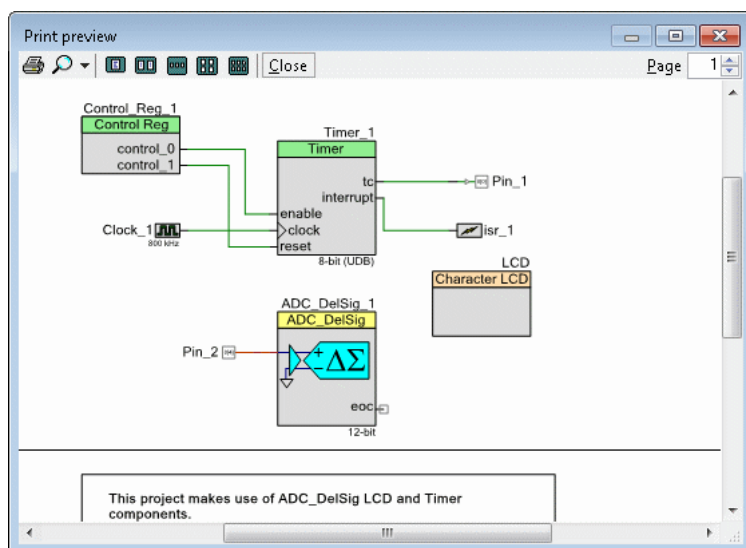 Print preview
Close
Page 1
Control_Reg_1
Control Reg
control_0
control_1
Timer_1
Timer
tc
interrupt
enable
clock
reset
8-bit (UDB)
Pin_1
Clock_1
800 kHz
isr_1
LCD
Character LCD
ADC_DelSig_1
ADC_DelSig
Pin_2
+
ΔΣ
−
eoc
12-bit
This project makes use of ADC_DelSig LCD and Timer
components.